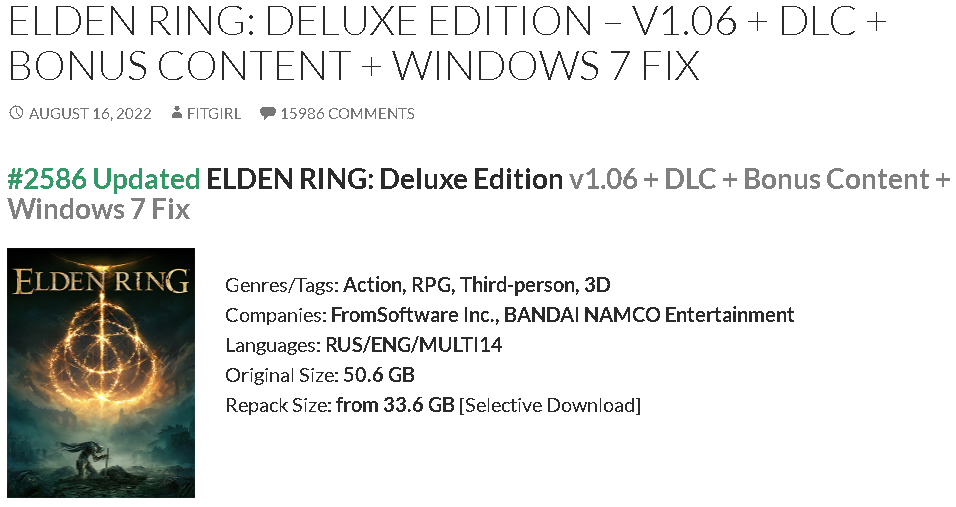 ELDEN RING: DELUXE EDITION – V1.06 + DLC +
BONUS CONTENT + WINDOWS 7 FIX
AUGUST 16, 2022 FITGIRL 15986 COMMENTS
#2586 Updated ELDEN RING: Deluxe Edition v1.06 + DLC + Bonus Content +
Windows 7 Fix
ELDEN RING
Genres/Tags: Action, RPG, Third-person, 3D
Companies: FromSoftware Inc., BANDAI NAMCO Entertainment
Languages: RUS/ENG/MULTI14
Original Size: 50.6 GB
Repack Size: from 33.6 GB [Selective Download]